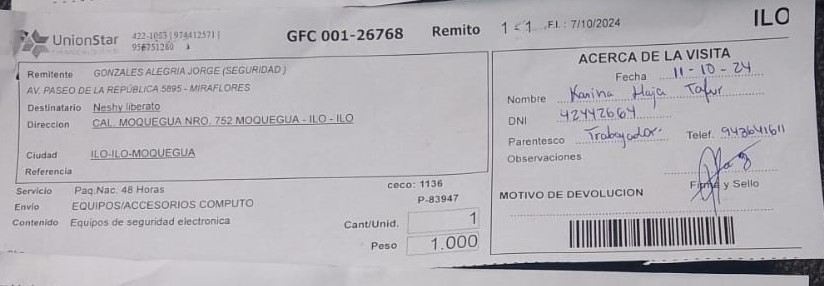 UnionStar
422-1053 | 974412571 |
956751280
GFC 001-26768
Remito 1 < 1 F.I. : 7/10/2024
ILO
Remitente GONZALES ALEGRIA JORGE (SEGURIDAD )
AV. PASEO DE LA REPÚBLICA 5895 - MIRAFLORES
Destinatario Neshy liberato
Direccion CAL. MOQUEGUA NRO. 752 MOQUEGUA - ILO - ILO
Ciudad ILO-ILO-MOQUEGUA
Referencia
Servicio Paq.Nac. 48 Horas
ceco: 1136
Envio EQUIPOS/ACCESORIOS COMPUTO
P-83947
Contenido Equipos de seguridad electronica
Cant/Unid. 1
Peso 1.000
ACERCA DE LA VISITA
Fecha 11-10-24
Nombre Karina Tafur
DNI 42442664
Parentesco Trabajador. Telef. 943641611
Observaciones
Firma y Sello
MOTIVO DE DEVOLUCION